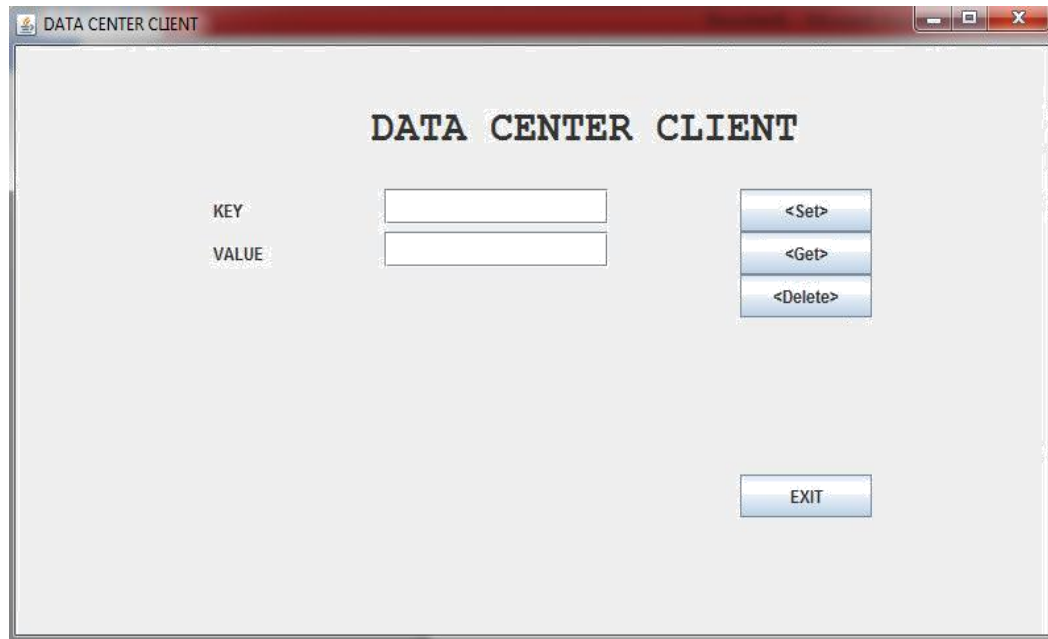 DATA CENTER CLIENT
DATA CENTER CLIENT
KEY
<Set>
VALUE
<Get>
<Delete>
EXIT